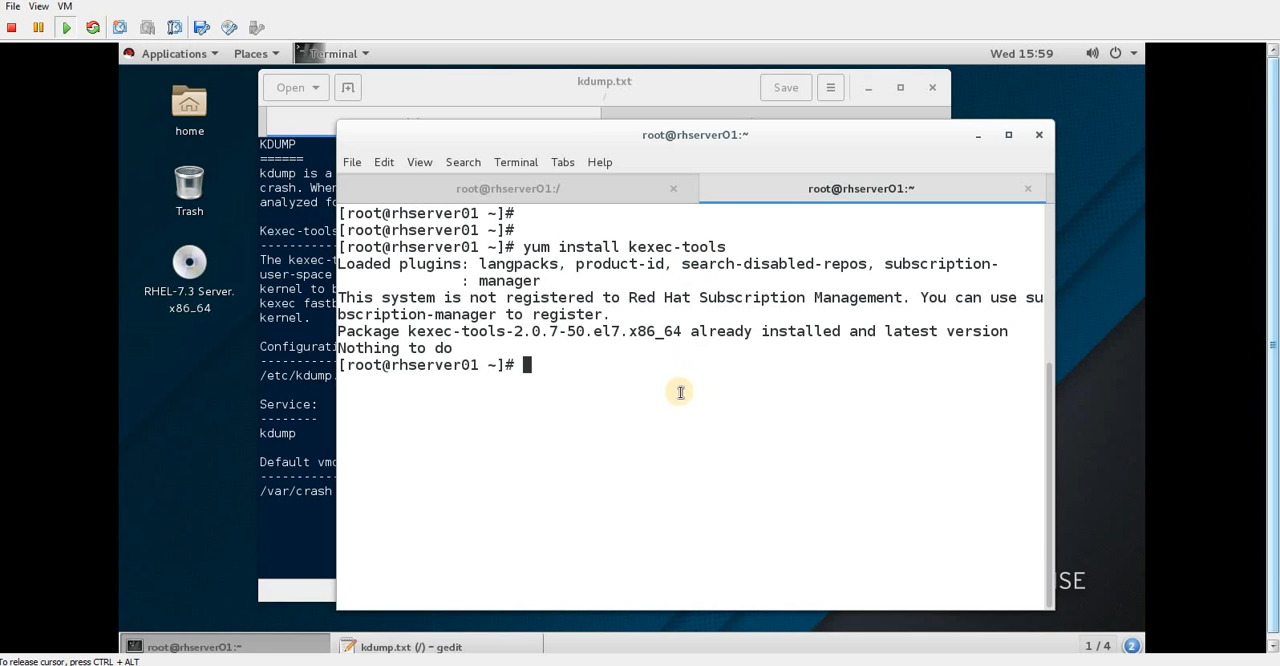 File View VM
Applications Places Terminal Wed 15:59
home
Trash
RHEL-7.3 Server.
x86_64
Open kdump.txt Save
/
KDUMP
======
kdump is a
crash. When
analyzed fo
Kexec-tools
The kexec-t
user-space
kernel to b
kexec fastb
kernel.
Configurati
/etc/kdump.
Service:
--------
kdump
Default vmc
/var/crash
root@rhserver01:~
File Edit View Search Terminal Tabs Help
root@rhserver01:/ × root@rhserver01:~ ×
[root@rhserver01 ~]#
[root@rhserver01 ~]#
[root@rhserver01 ~]# yum install kexec-tools
Loaded plugins: langpacks, product-id, search-disabled-repos, subscription-
: manager
This system is not registered to Red Hat Subscription Management. You can use su
bscription-manager to register.
Package kexec-tools-2.0.7-50.el7.x86_64 already installed and latest version
Nothing to do
[root@rhserver01 ~]#
SE
root@rhserver01:~ kdump.txt (/) - gedit 1 / 4 2
To release cursor, press CTRL + ALT